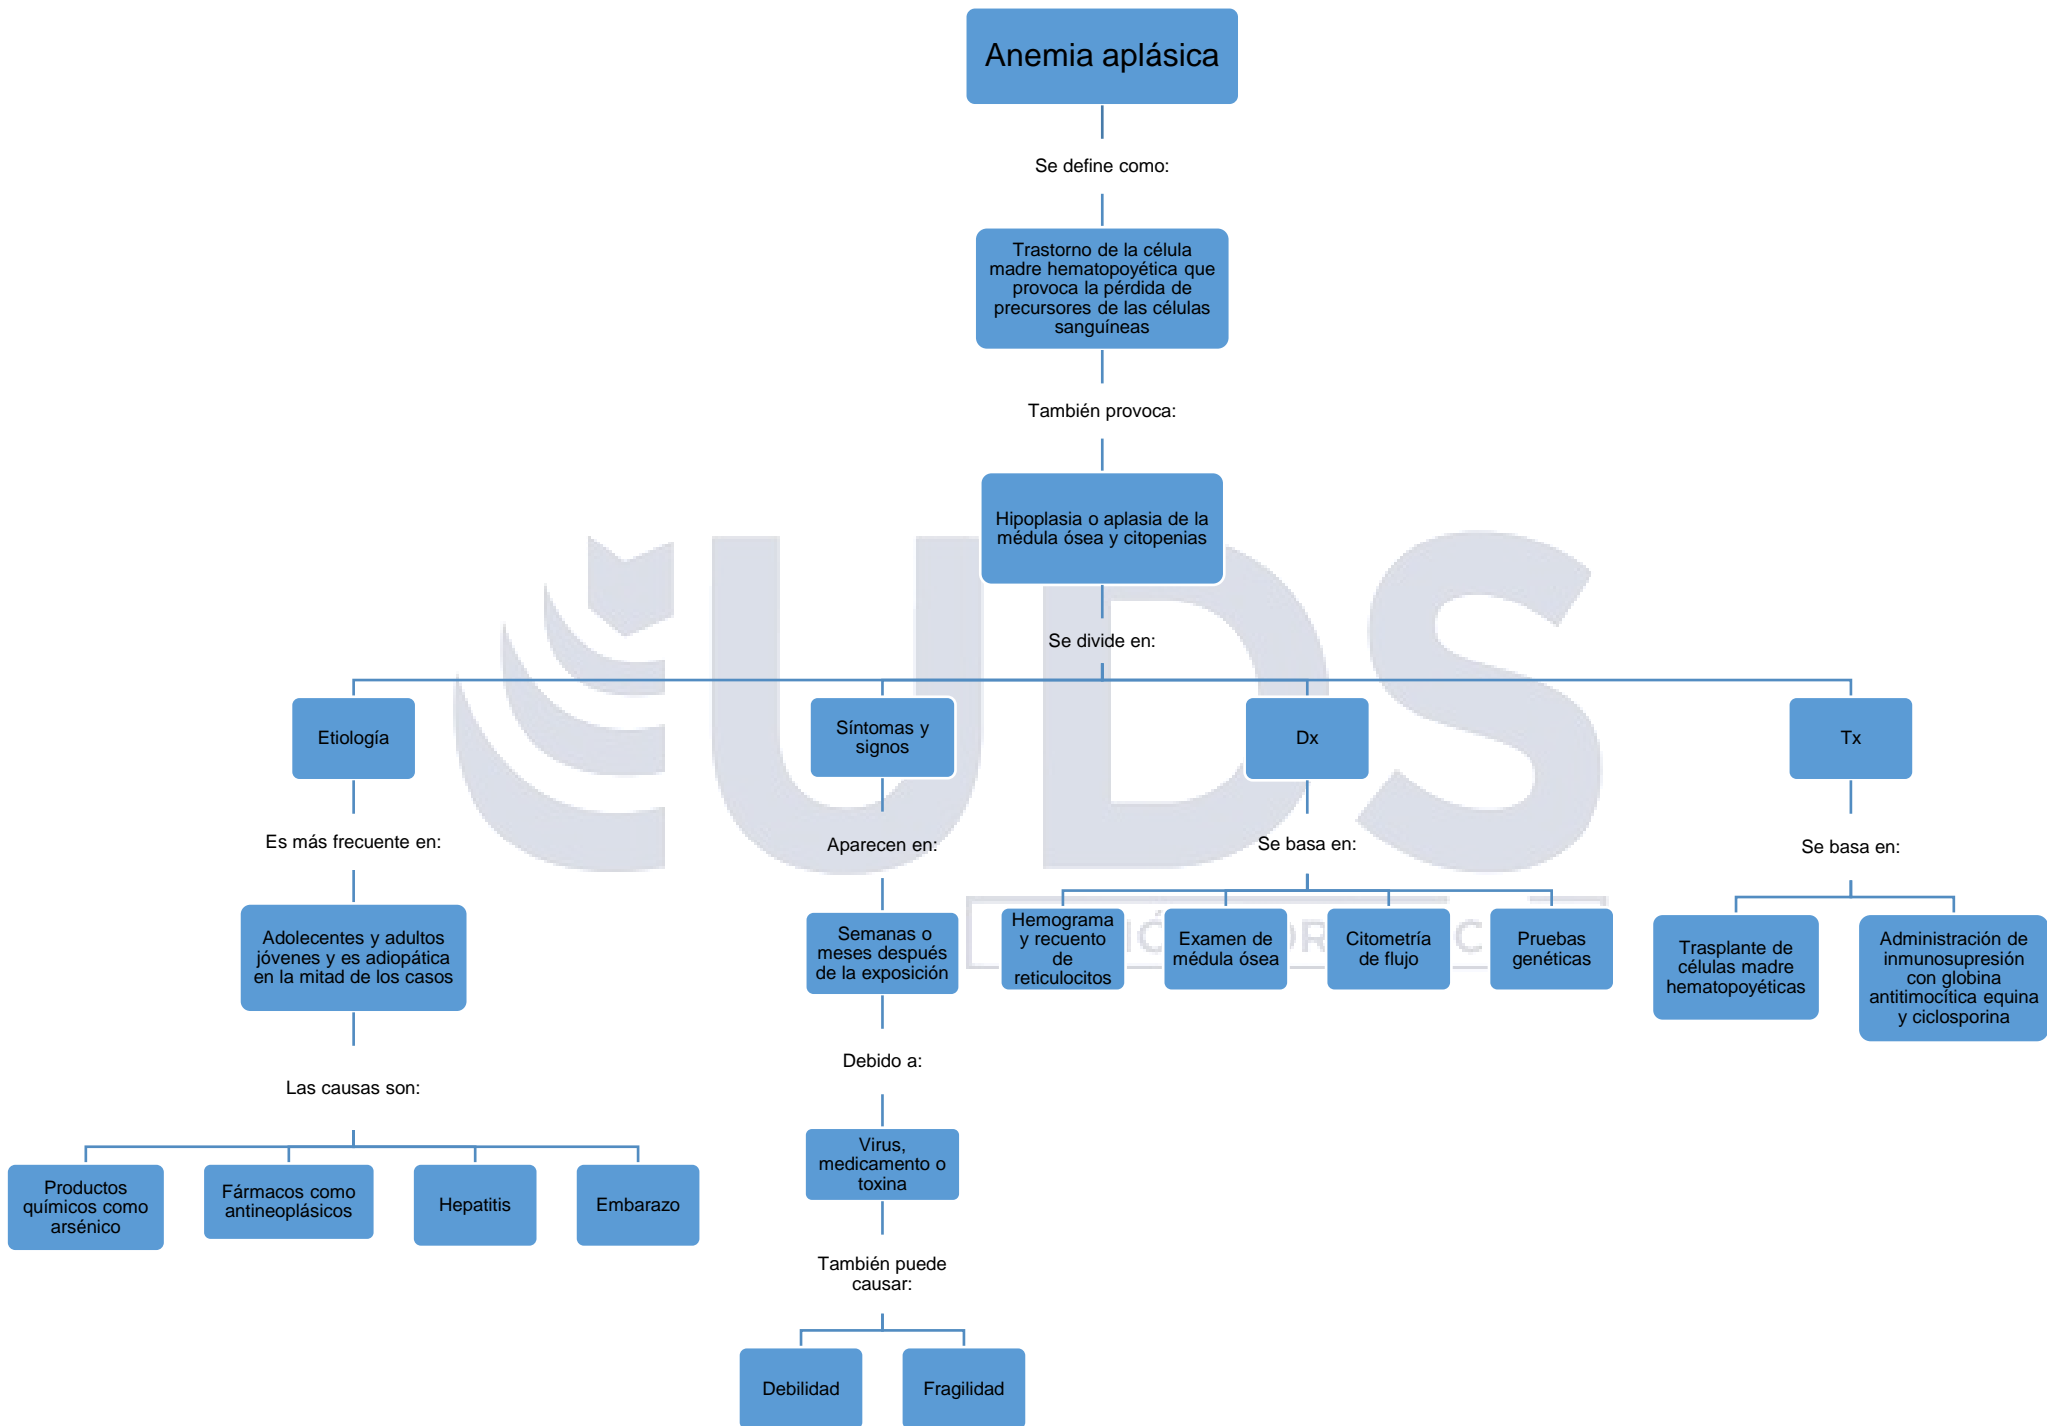 Anemia aplásica
Se define como:
Trastorno de la célula
madre hematopoyética que
provoca la pérdida de
precursores de las células
sanguíneas
También provoca:
Hipoplasia o aplasia de la
médula ósea y citopenias
UDS
Se divide en:
Etiología
Es más frecuente en:
Adolecentes y adultos
jóvenes y es adiopática
en la mitad de los casos
Las causas son:
Productos
químicos como
arsénico
Fármacos como
antineoplásicos
Hepatitis
Embarazo
Síntomas y
signos
Aparecen en:
Semanas o
meses después
de la exposición
Debido a:
Virus,
medicamento o
toxina
También puede
causar:
Debilidad
Fragilidad
Dx
Se basa en:
Hemograma
y recuento
de
reticulocitos
Examen de
médula ósea
Citometría
de flujo
Pruebas
genéticas
Tx
Se basa en:
Trasplante de
células madre
hematopoyéticas
Administración de
inmunosupresión
con globina
antitimocítica equina
y ciclosporina